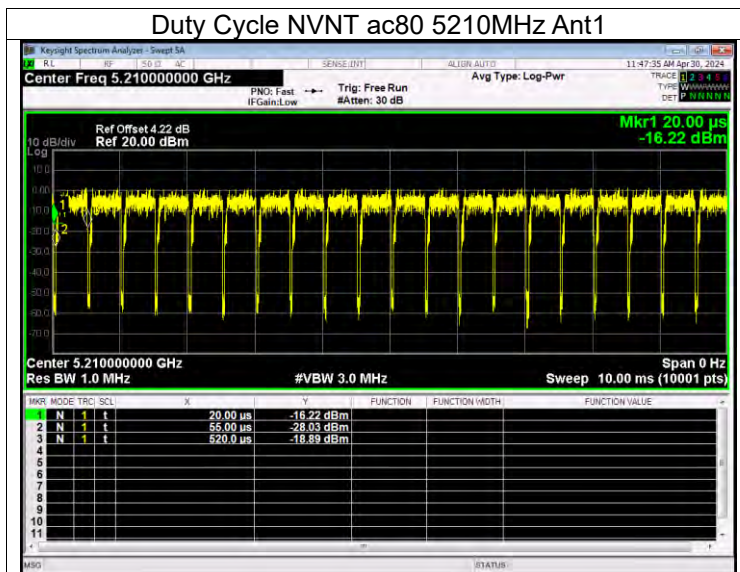 Duty Cycle NVNT ac80 5210MHz Ant1
Keysight Spectrum Analyzer - Swept SA
RL RF 50 Ω AC SENSE:INT ALIGN AUTO 11:47:35 AM Apr 30, 2024
Center Freq 5.210000000 GHz Avg Type: Log-Pwr TRACE 1 2 3 4 5 6
PNO: Fast Trig: Free Run TYPE
IFGain:Low #Atten: 30 dB DET P N N N N N
Mkr1 20.00 µs
Ref Offset 4.22 dB
10 dB/div Ref 20.00 dBm -16.22 dBm
Log
10.0
0.00
-10.0
-20.0
-30.0
-40.0
-50.0
-60.0
-70.0
1
2
Center 5.210000000 GHz Span 0 Hz
Res BW 1.0 MHz #VBW 3.0 MHz Sweep 10.00 ms (10001 pts)
MKR MODE TRC SCL X Y FUNCTION FUNCTION WIDTH FUNCTION VALUE
1 N 1 t 20.00 µs -16.22 dBm
2 N 1 t 55.00 µs -28.03 dBm
3 N 1 t 520.0 µs -18.89 dBm
4
5
6
7
8
9
10
11
MSG STATUS